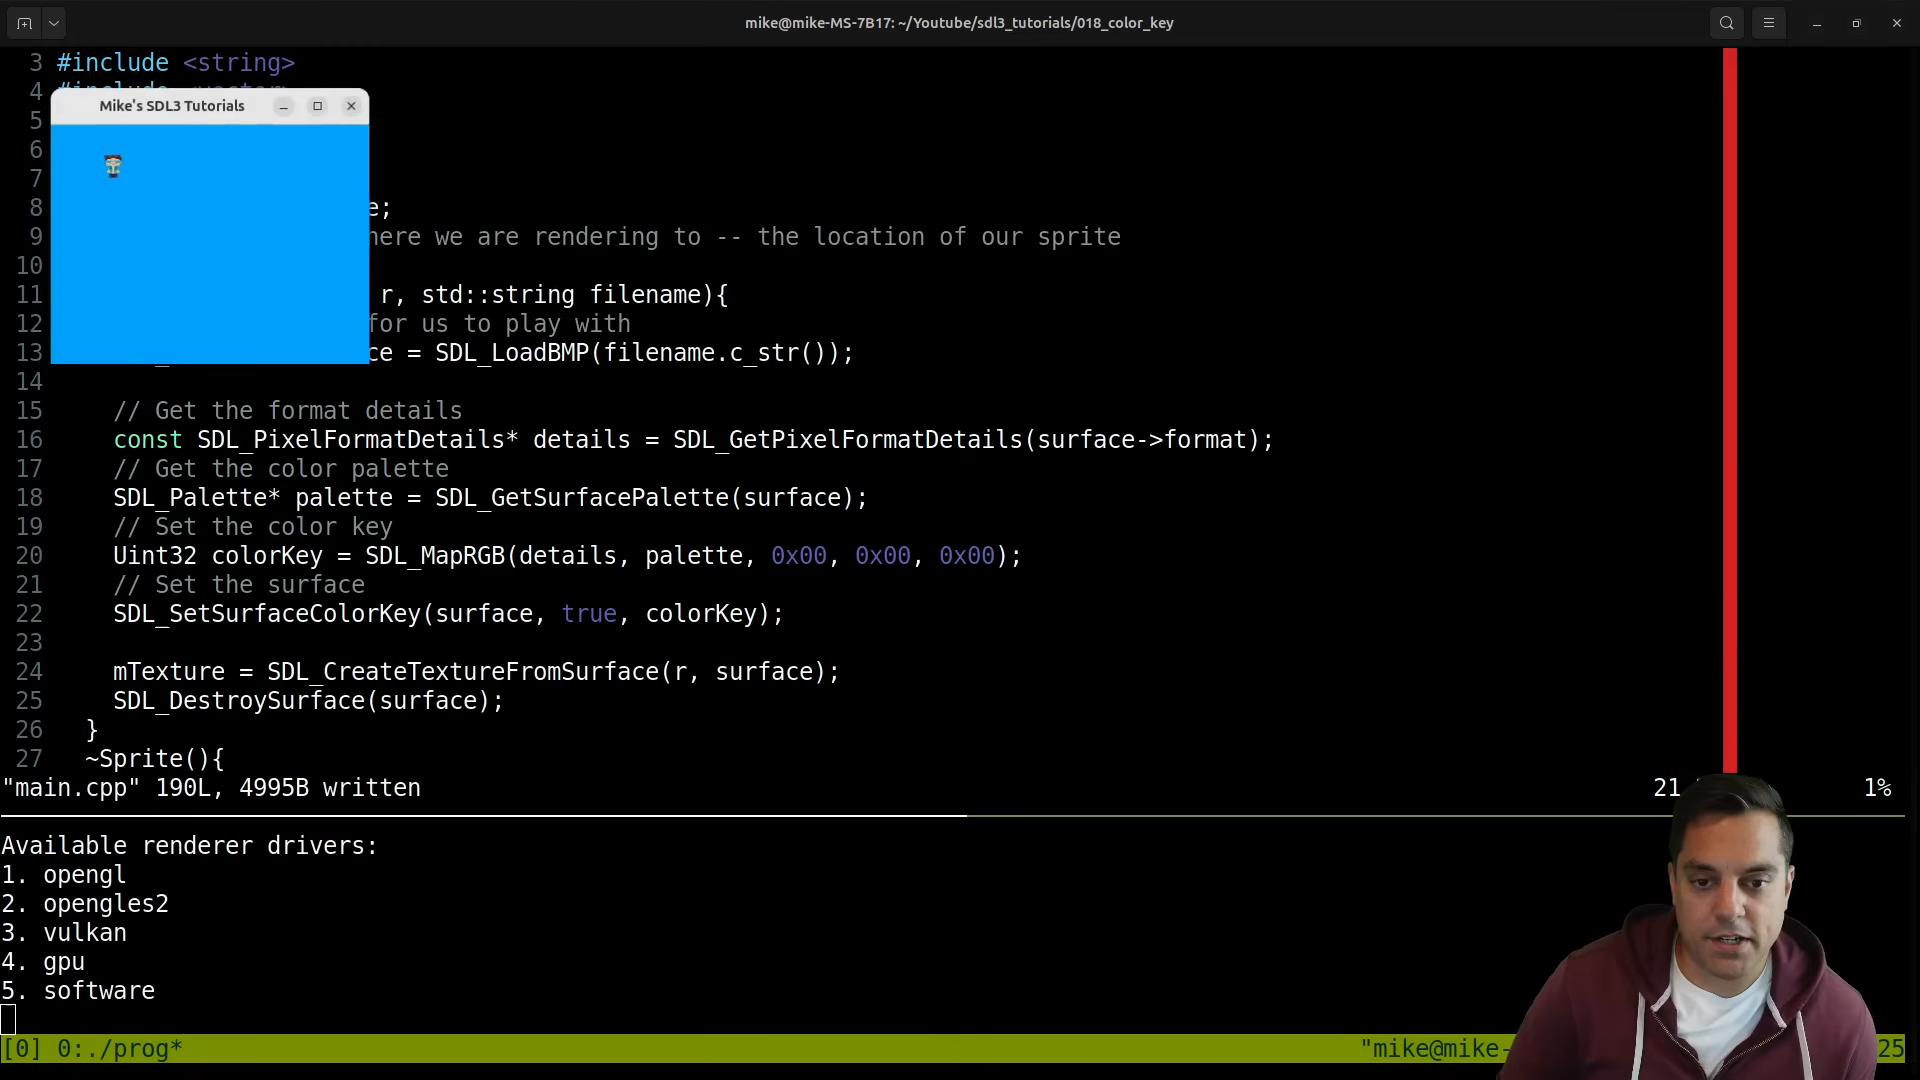 mike@mike-MS-7B17: ~/Youtube/sdl3_tutorials/018_color_key
3 #include <string>
4
Mike's SDL3 Tutorials
5
6
7
8 e;
9 here we are rendering to -- the location of our sprite
10
11 r, std::string filename){
12 for us to play with
13 ce = SDL_LoadBMP(filename.c_str());
14
15 // Get the format details
16 const SDL_PixelFormatDetails* details = SDL_GetPixelFormatDetails(surface->format);
17 // Get the color palette
18 SDL_Palette* palette = SDL_GetSurfacePalette(surface);
19 // Set the color key
20 Uint32 colorKey = SDL_MapRGB(details, palette, 0x00, 0x00, 0x00);
21 // Set the surface
22 SDL_SetSurfaceColorKey(surface, true, colorKey);
23
24 mTexture = SDL_CreateTextureFromSurface(r, surface);
25 SDL_DestroySurface(surface);
26 }
27 ~Sprite(){
"main.cpp" 190L, 4995B written 21 1%
Available renderer drivers:
1. opengl
2. opengles2
3. vulkan
4. gpu
5. software
[0] 0:./prog* "mike@mike- 25